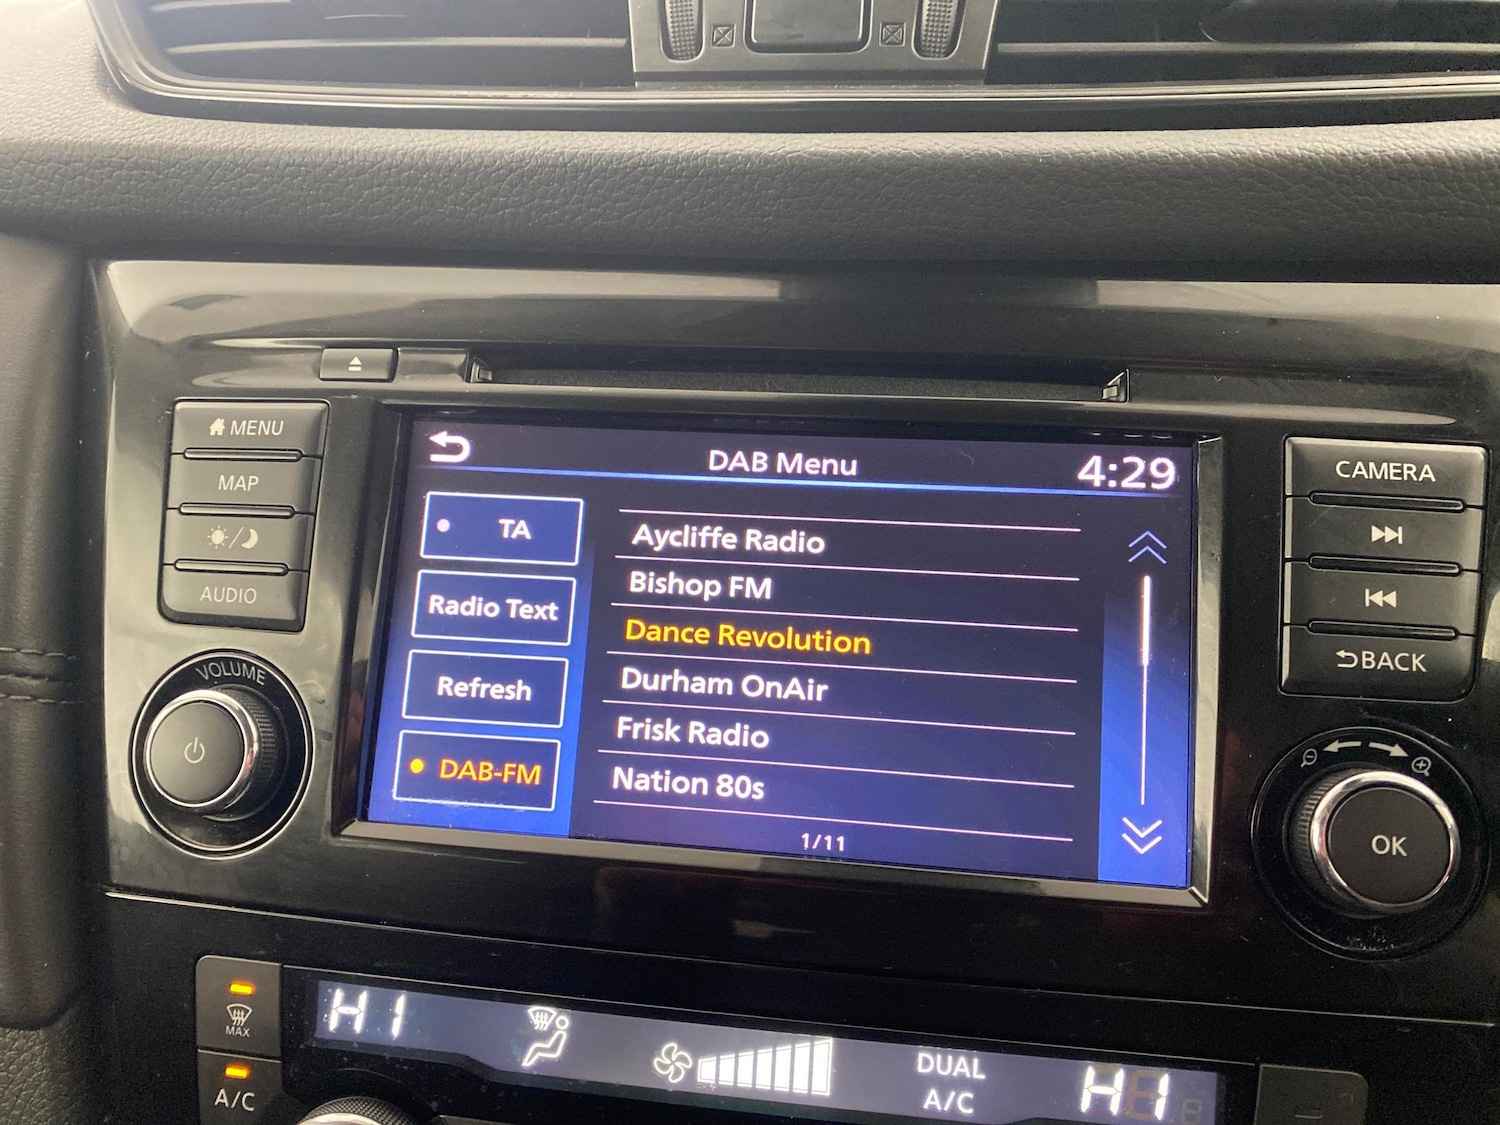 MENU
MAP
AUDIO
VOLUME
DAB Menu
4:29
TA
Radio Text
Refresh
DAB-FM
Aycliffe Radio
Bishop FM
Dance Revolution
Durham OnAir
Frisk Radio
Nation 80s
1/11
CAMERA
BACK
OK
MAX
A/C
HI
DUAL
A/C
HI